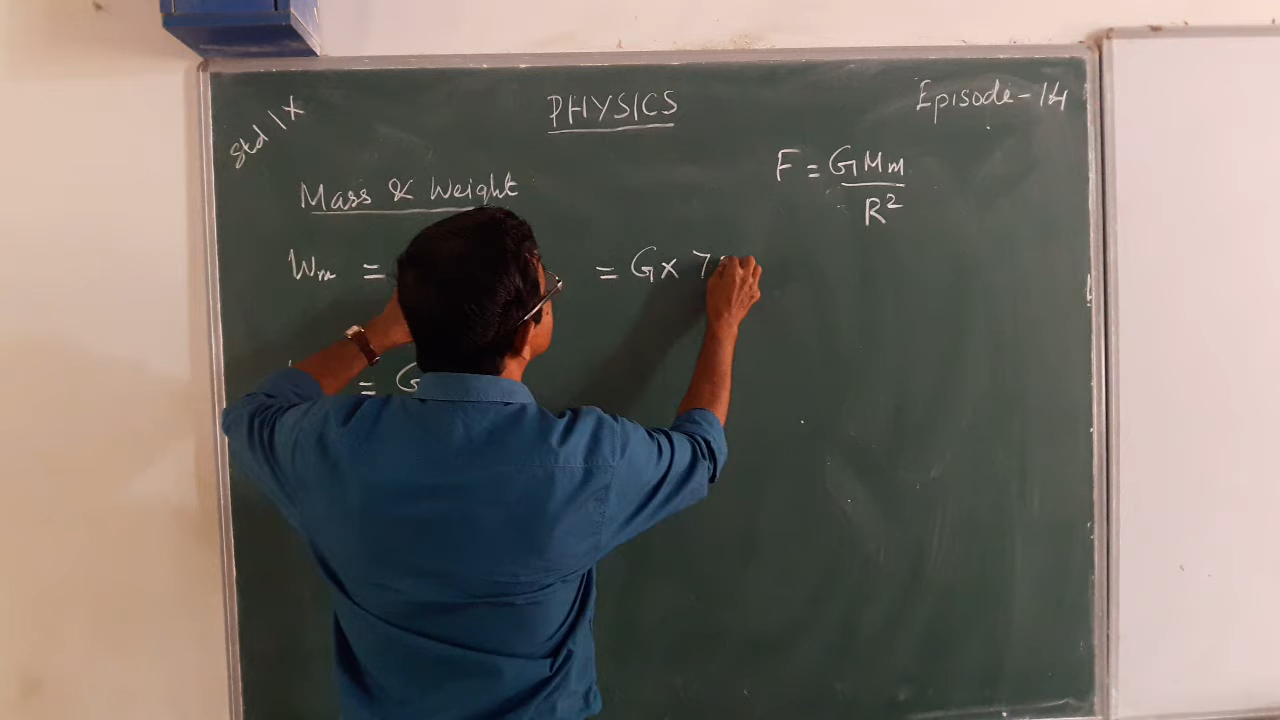 Std IX
PHYSICS
Episode-14
F = GMm
R²
Mass & Weight
Wm = = G× 7
= G